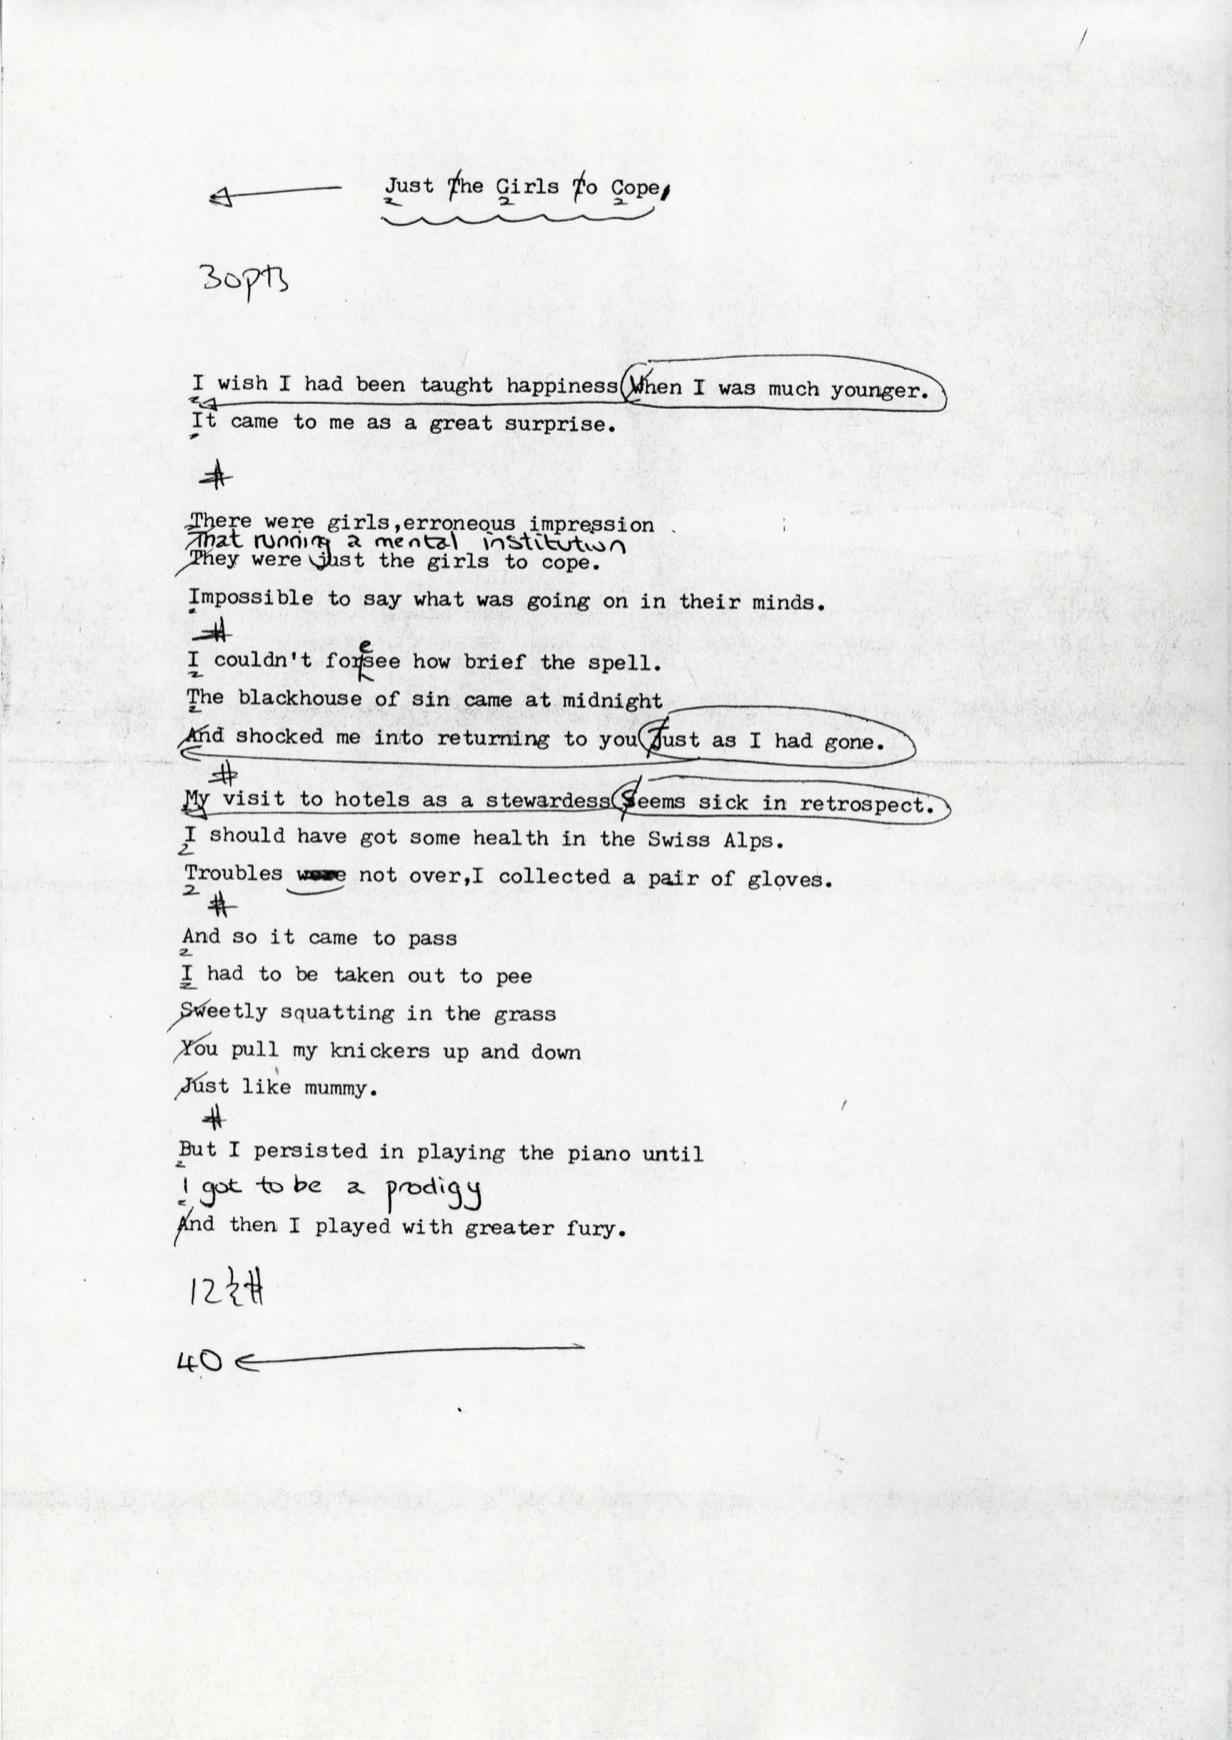 Just The Girls To Cope,
30pts
I wish I had been taught happiness When I was much younger.
It came to me as a great surprise.
#
There were girls,erroneous impression
That running a mental institution
They were just the girls to cope.
Impossible to say what was going on in their minds.
#
e
I couldn't forsee how brief the spell.
The blackhouse of sin came at midnight
And shocked me into returning to you Just as I had gone.
#
My visit to hotels as a stewardess Seems sick in retrospect.
I should have got some health in the Swiss Alps.
Troubles were not over,I collected a pair of gloves.
#
And so it came to pass
I had to be taken out to pee
Sweetly squatting in the grass
You pull my knickers up and down
Just like mummy.
#
But I persisted in playing the piano until
I got to be a prodigy
And then I played with greater fury.
12½#
40